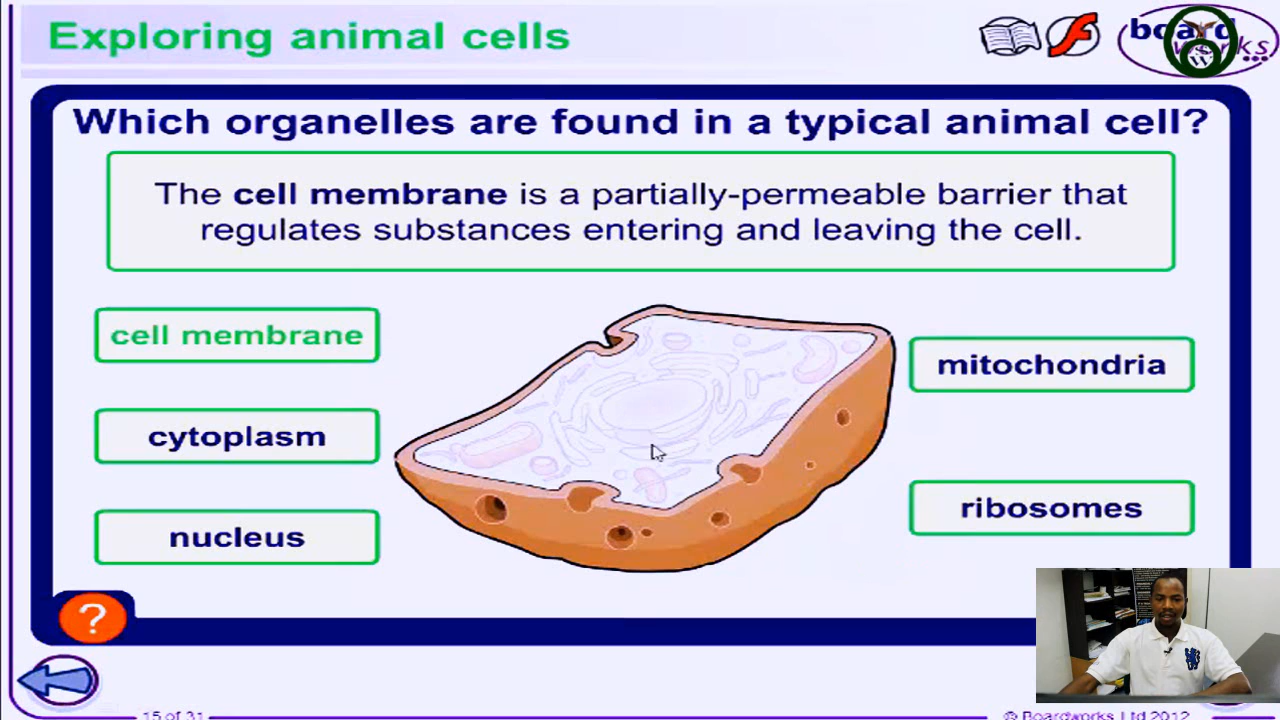 Exploring animal cells
board
works
Which organelles are found in a typical animal cell?
The cell membrane is a partially-permeable barrier that
regulates substances entering and leaving the cell.
cell membrane
cytoplasm
nucleus
mitochondria
ribosomes
?
15 of 31
© Boardworks Ltd 2012